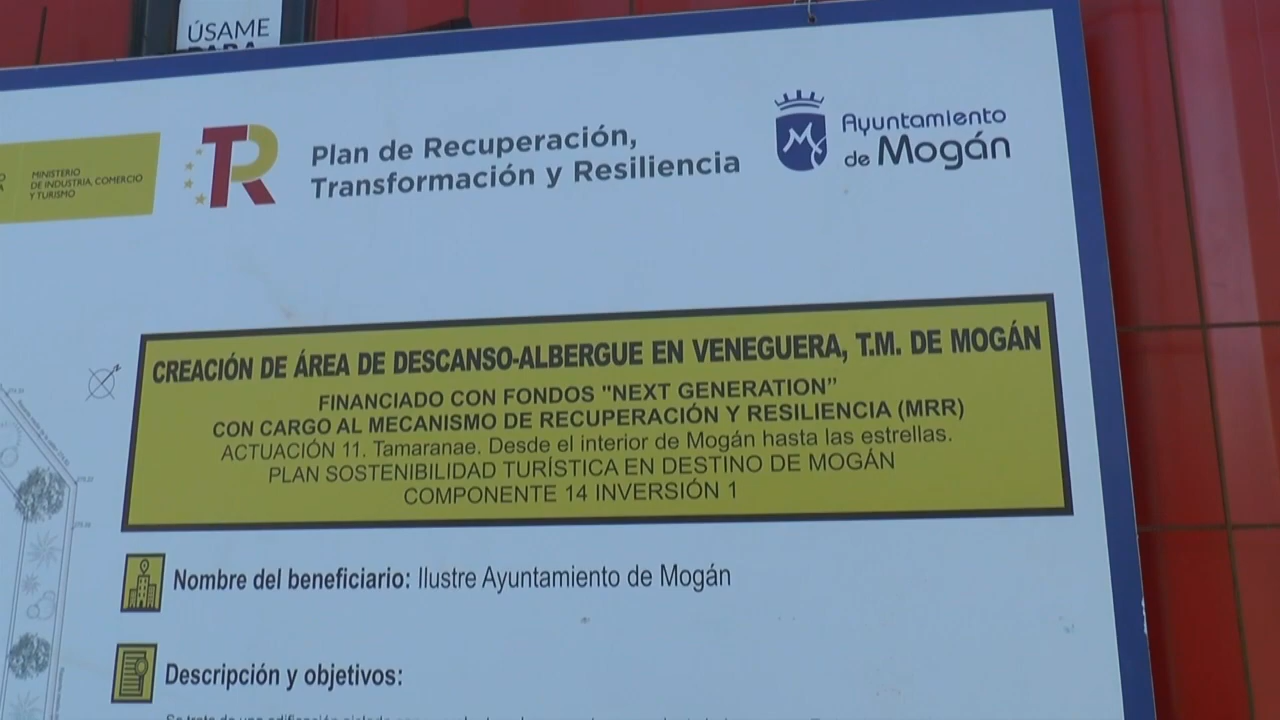 ÚSAME
PARA
MINISTERIO
DE INDUSTRIA, COMERCIO
Y TURISMO
TR
Plan de Recuperación,
Transformación y Resiliencia
Ayuntamiento
de Mogán
CREACIÓN DE ÁREA DE DESCANSO-ALBERGUE EN VENEGUERA, T.M. DE MOGÁN
FINANCIADO CON FONDOS "NEXT GENERATION”
CON CARGO AL MECANISMO DE RECUPERACIÓN Y RESILIENCIA (MRR)
ACTUACIÓN 11. Tamaranae. Desde el interior de Mogán hasta las estrellas.
PLAN SOSTENIBILIDAD TURÍSTICA EN DESTINO DE MOGÁN
COMPONENTE 14 INVERSIÓN 1
Nombre del beneficiario: Ilustre Ayuntamiento de Mogán
Descripción y objetivos: